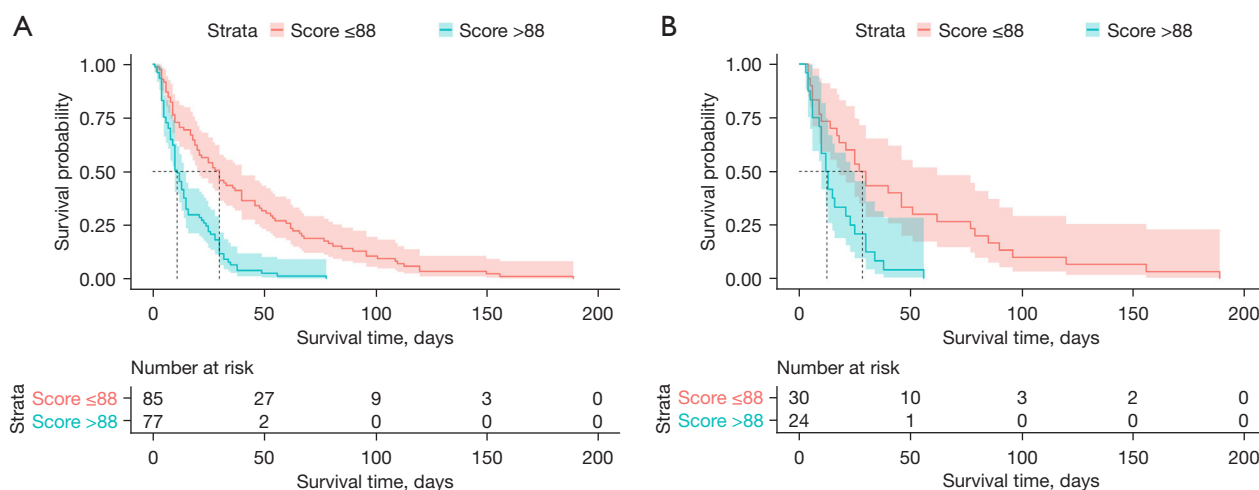 A
Strata Score ≤88 Score >88
Survival probability
1.00
0.75
0.50
0.25
0.00
0 50 100 150 200
Survival time, days
Number at risk
Strata
Score ≤88 85 27 9 3 0
Score >88 77 2 0 0 0
0 50 100 150 200
Survival time, days
B
Strata Score ≤88 Score >88
Survival probability
1.00
0.75
0.50
0.25
0.00
0 50 100 150 200
Survival time, days
Number at risk
Strata
Score ≤88 30 10 3 2 0
Score >88 24 1 0 0 0
0 50 100 150 200
Survival time, days